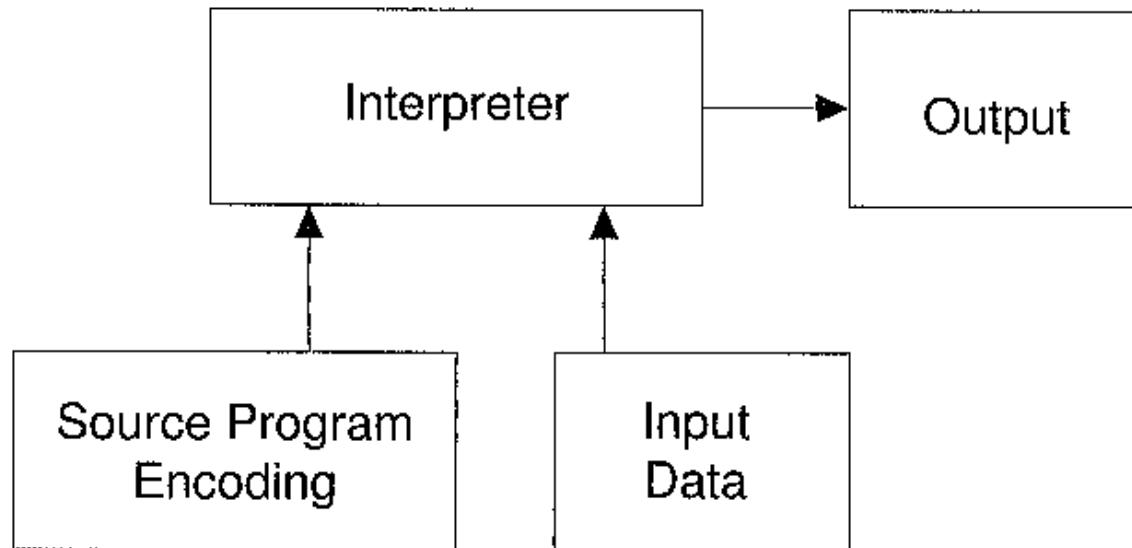 Interpreter
Output
Source Program
Encoding
Input
Data